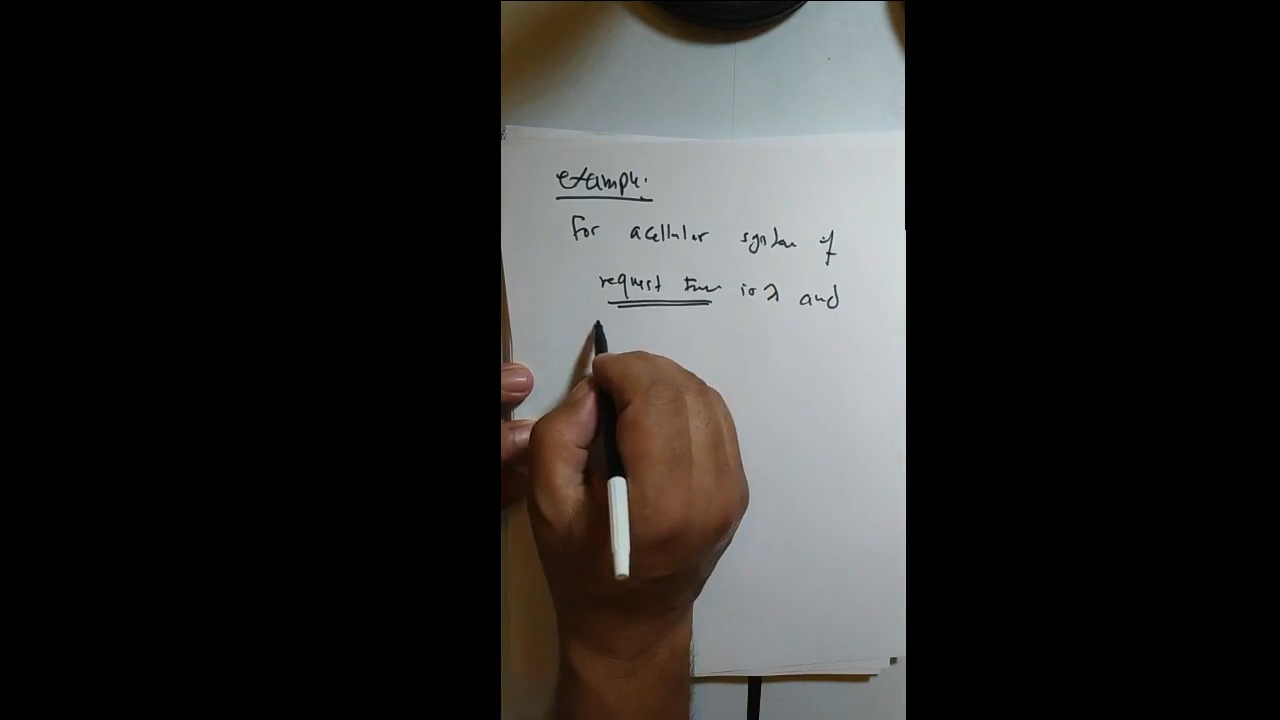 example:
For a cellular system if
request time is λ and